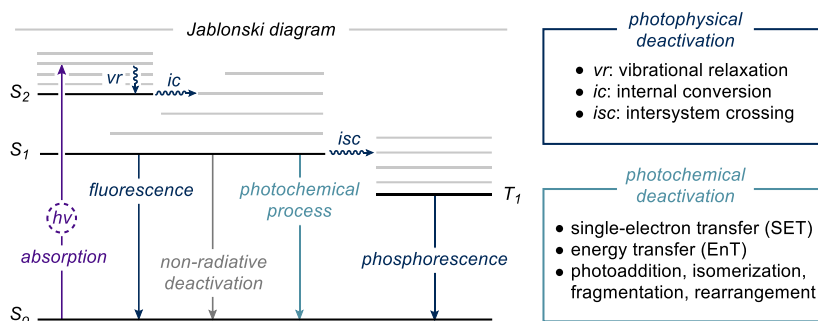 Jablonski diagram
vr
ic
S2
S1
isc
fluorescence
photochemical
process
T1
hv
absorption
non-radiative
deactivation
phosphorescence
S0
photophysical
deactivation
● vr: vibrational relaxation
● ic: internal conversion
● isc: intersystem crossing
photochemical
deactivation
● single-electron transfer (SET)
● energy transfer (EnT)
● photoaddition, isomerization,
fragmentation, rearrangement